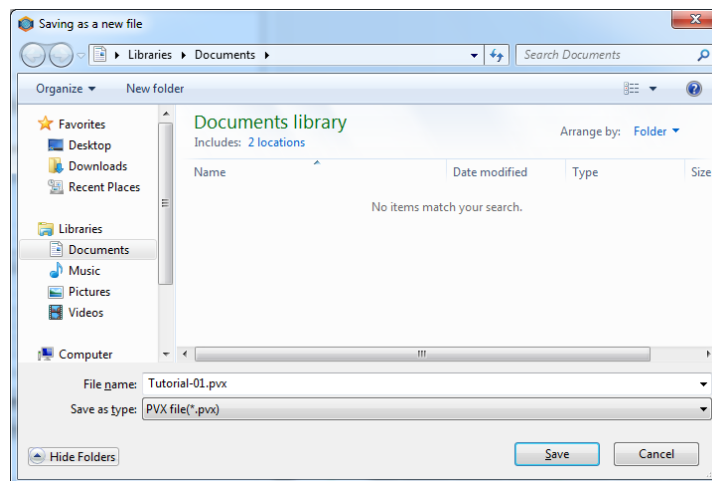 Saving as a new file
Libraries Documents
Search Documents
Organize New folder
Favorites
Desktop
Downloads
Recent Places
Libraries
Documents
Music
Pictures
Videos
Computer
Documents library
Includes: 2 locations
Arrange by: Folder
Name Date modified Type Size
No items match your search.
File name: Tutorial-01.pvx
Save as type: PVX file(*.pvx)
Hide Folders
Save Cancel